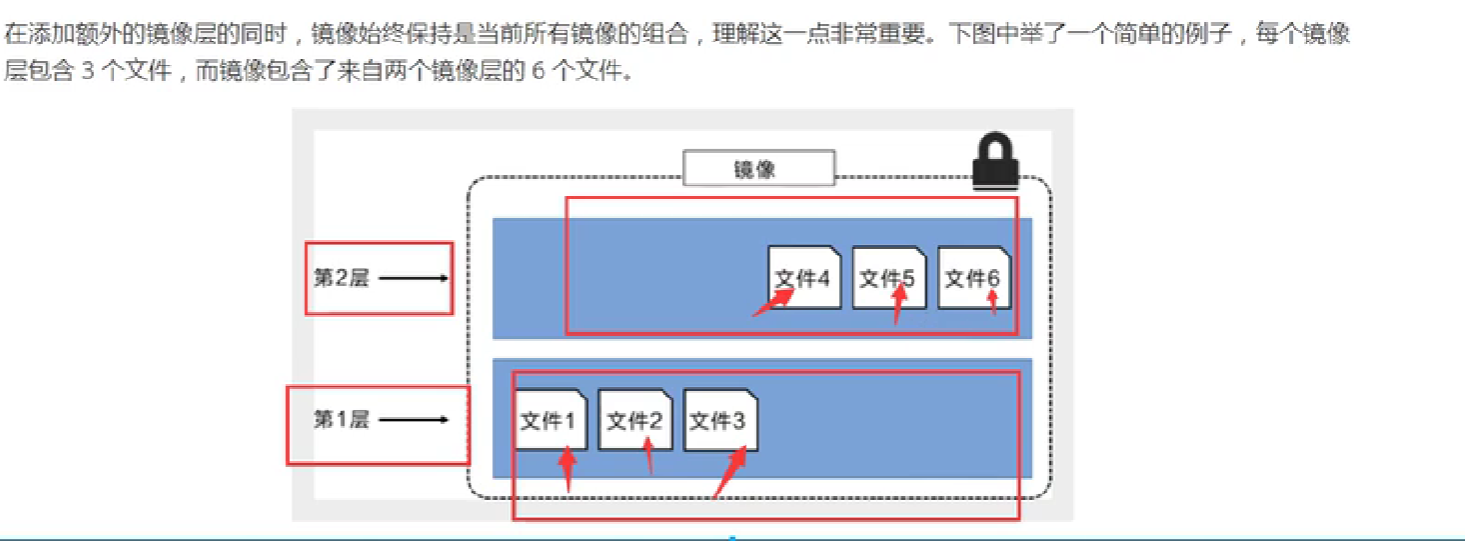 在添加额外的镜像层的同时，镜像始终保持是当前所有镜像的组合，理解这一点非常重要。下图中举了一个简单的例子，每个镜像
层包含 3 个文件，而镜像包含了来自两个镜像层的 6 个文件。
镜像
第2层
文件4 文件5 文件6
第1层
文件1 文件2 文件3